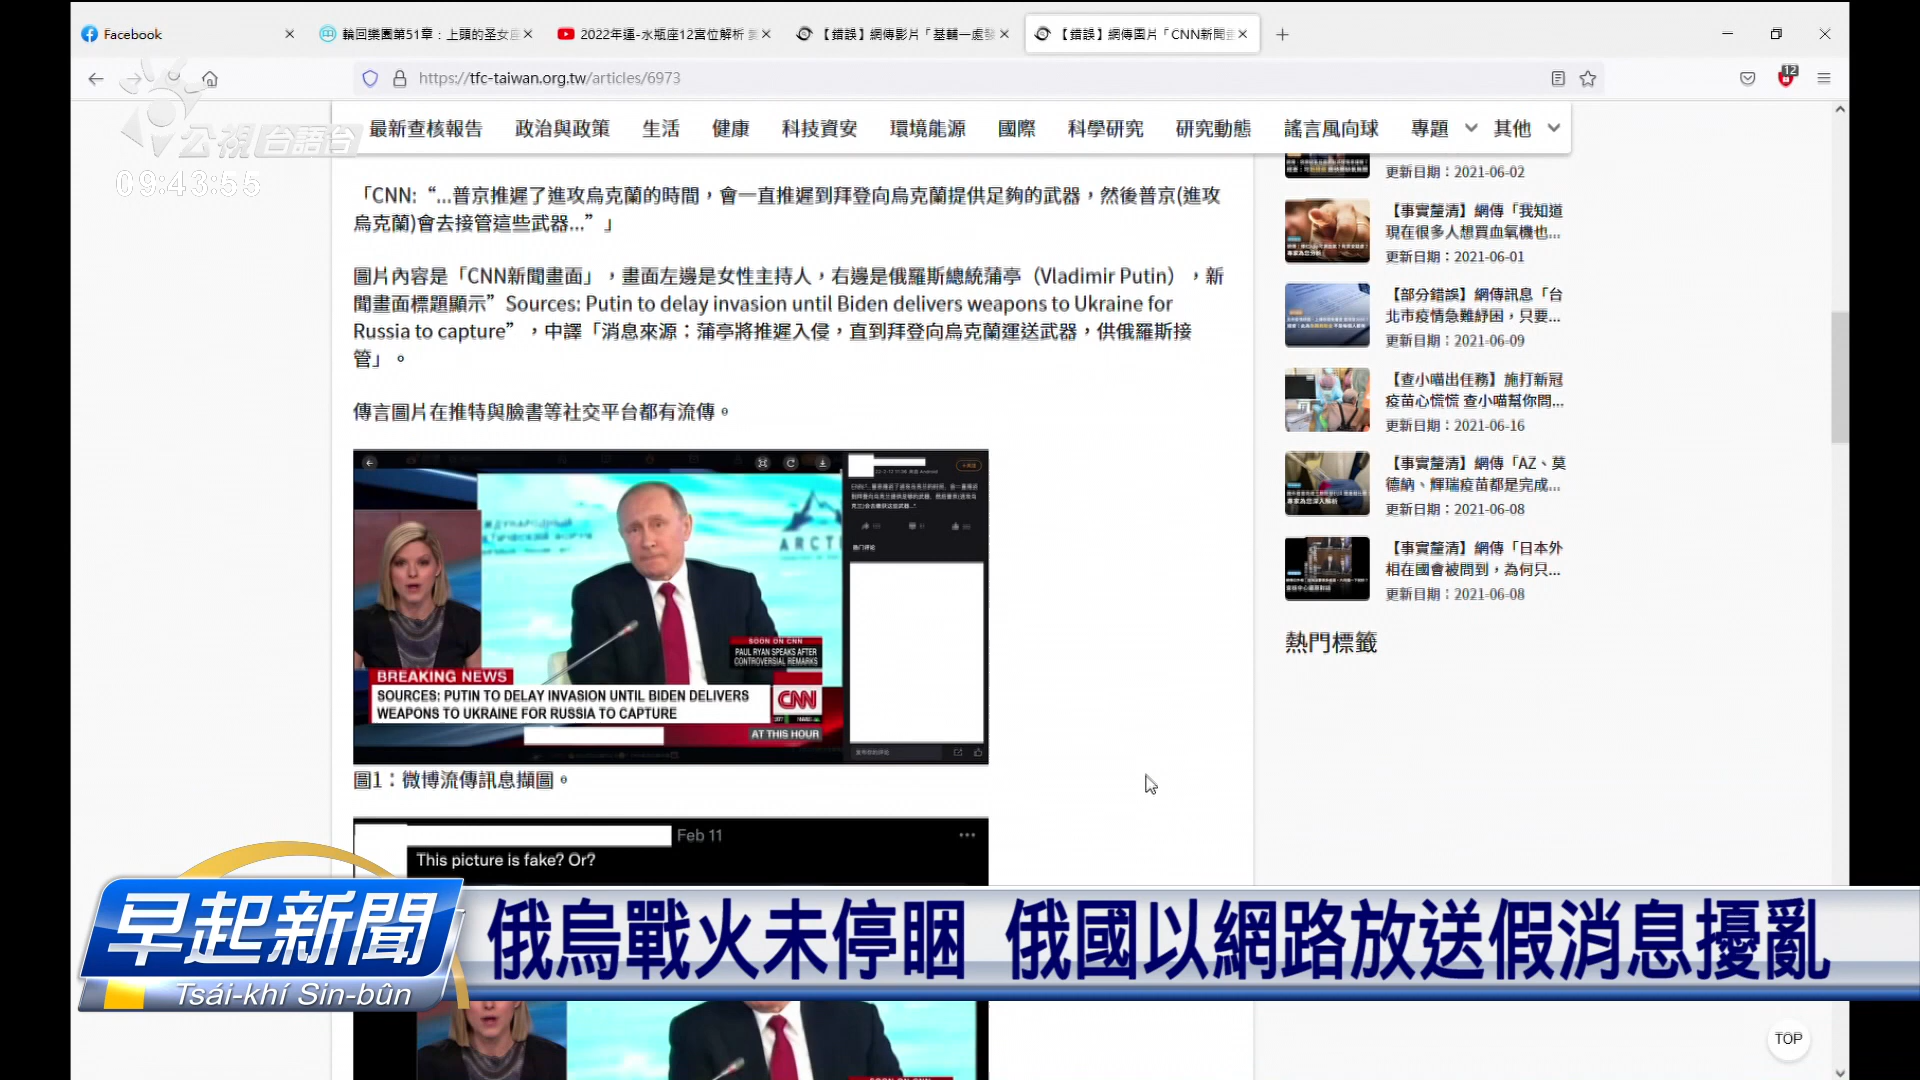 Facebook
輪回樂園第51章：上頭的圣女
2022年運-水瓶座12宮位解析
【錯誤】網傳影片「基輔一處
【錯誤】網傳圖片「CNN新聞
https://tfc-taiwan.org.tw/articles/6973
12
公視台語台
09:43:55
最新查核報告 政治與政策 生活 健康 科技資安 環境能源 國際 科學研究 研究動態 謠言風向球 專題 其他
「CNN: “...普京推遲了進攻烏克蘭的時間，會一直推遲到拜登向烏克蘭提供足夠的武器，然後普京(進攻
烏克蘭)會去接管這些武器...” 」
圖片內容是「CNN新聞畫面」，畫面左邊是女性主持人，右邊是俄羅斯總統蒲亭（Vladimir Putin），新
聞畫面標題顯示” Sources: Putin to delay invasion until Biden delivers weapons to Ukraine for
Russia to capture” ，中譯「消息來源：蒲亭將推遲入侵，直到拜登向烏克蘭運送武器，供俄羅斯接
管」。
傳言圖片在推特與臉書等社交平台都有流傳。
ARCT
SOON ON CNN
PAUL RYAN SPEAKS AFTER
CONTROVERSIAL REMARKS
BREAKING NEWS
SOURCES: PUTIN TO DELAY INVASION UNTIL BIDEN DELIVERS
WEAPONS TO UKRAINE FOR RUSSIA TO CAPTURE
CNN
AT THIS HOUR
热门评论
圖1：微博流傳訊息擷圖。
Feb 11
This picture is fake? Or?
更新日期：2021-06-02
【事實釐清】網傳「我知道
現在很多人想買血氧機也...
更新日期：2021-06-01
【部分錯誤】網傳訊息「台
北市疫情急難紓困，只要...
更新日期：2021-06-09
【查小喵出任務】施打新冠
疫苗心慌慌 查小喵幫你問...
更新日期：2021-06-16
【事實釐清】網傳「AZ、莫
德納、輝瑞疫苗都是完成...
更新日期：2021-06-08
【事實釐清】網傳「日本外
相在國會被問到，為何只...
更新日期：2021-06-08
熱門標籤
早起新聞
Tsái-khí Sin-bûn
俄烏戰火未停睏 俄國以網路放送假消息擾亂
SOON ON CNN
TOP